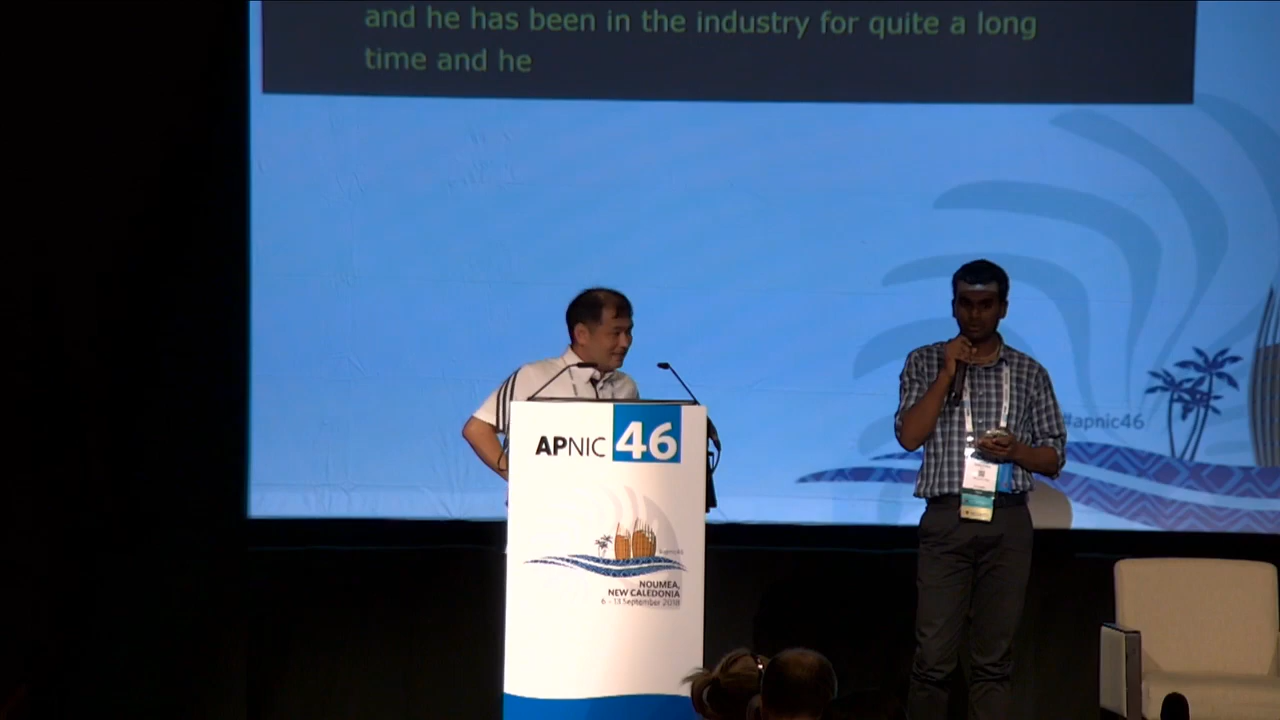 and he has been in the industry for quite a long
time and he
#apnic46
APNIC 46
#apnic46
NOUMEA,
NEW CALEDONIA
6 - 13 September 2018